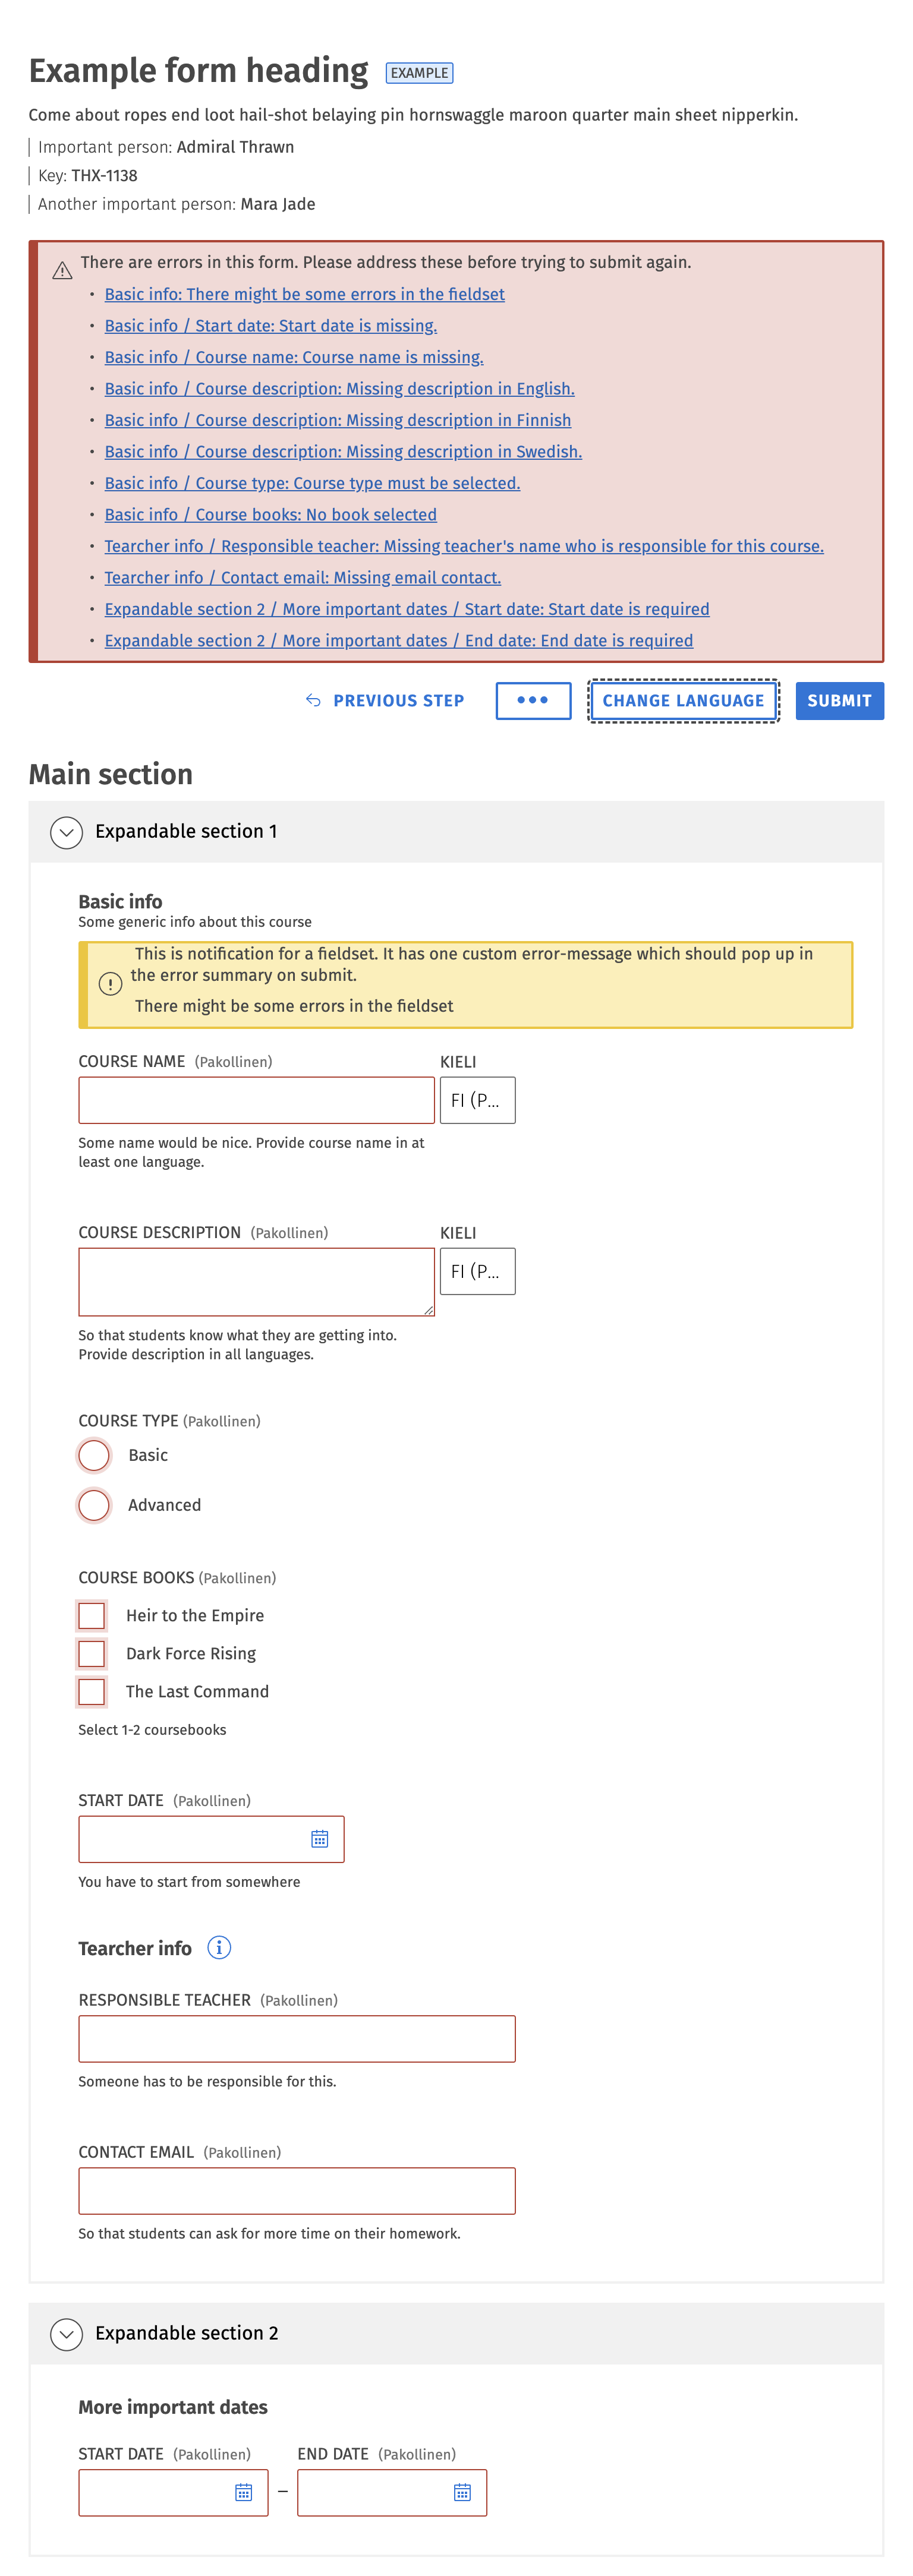 Example form heading EXAMPLE
Come about ropes end loot hail-shot belaying pin hornswaggle maroon quarter main sheet nipperkin.
Important person: Admiral Thrawn
Key: THX-1138
Another important person: Mara Jade
There are errors in this form. Please address these before trying to submit again.
• Basic info: There might be some errors in the fieldset
• Basic info / Start date: Start date is missing.
• Basic info / Course name: Course name is missing.
• Basic info / Course description: Missing description in English.
• Basic info / Course description: Missing description in Finnish
• Basic info / Course description: Missing description in Swedish.
• Basic info / Course type: Course type must be selected.
• Basic info / Course books: No book selected
• Tearcher info / Responsible teacher: Missing teacher's name who is responsible for this course.
• Tearcher info / Contact email: Missing email contact.
• Expandable section 2 / More important dates / Start date: Start date is required
• Expandable section 2 / More important dates / End date: End date is required
PREVIOUS STEP ••• CHANGE LANGUAGE SUBMIT
Main section
Expandable section 1
Basic info
Some generic info about this course
This is notification for a fieldset. It has one custom error-message which should pop up in
the error summary on submit.
There might be some errors in the fieldset
COURSE NAME (Pakollinen) KIELI
FI (P...
Some name would be nice. Provide course name in at
least one language.
COURSE DESCRIPTION (Pakollinen) KIELI
FI (P...
So that students know what they are getting into.
Provide description in all languages.
COURSE TYPE (Pakollinen)
Basic
Advanced
COURSE BOOKS (Pakollinen)
Heir to the Empire
Dark Force Rising
The Last Command
Select 1-2 coursebooks
START DATE (Pakollinen)
You have to start from somewhere
Tearcher info
RESPONSIBLE TEACHER (Pakollinen)
Someone has to be responsible for this.
CONTACT EMAIL (Pakollinen)
So that students can ask for more time on their homework.
Expandable section 2
More important dates
START DATE (Pakollinen) END DATE (Pakollinen)
–